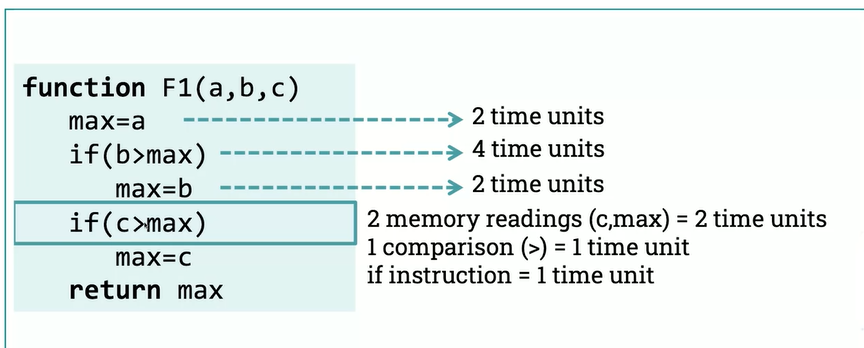 function F1(a,b,c)
max=a
2 time units
if(b>max)
4 time units
max=b
2 time units
if(c>max)
2 memory readings (c,max) = 2 time units
1 comparison (>) = 1 time unit
if instruction = 1 time unit
max=c
return max